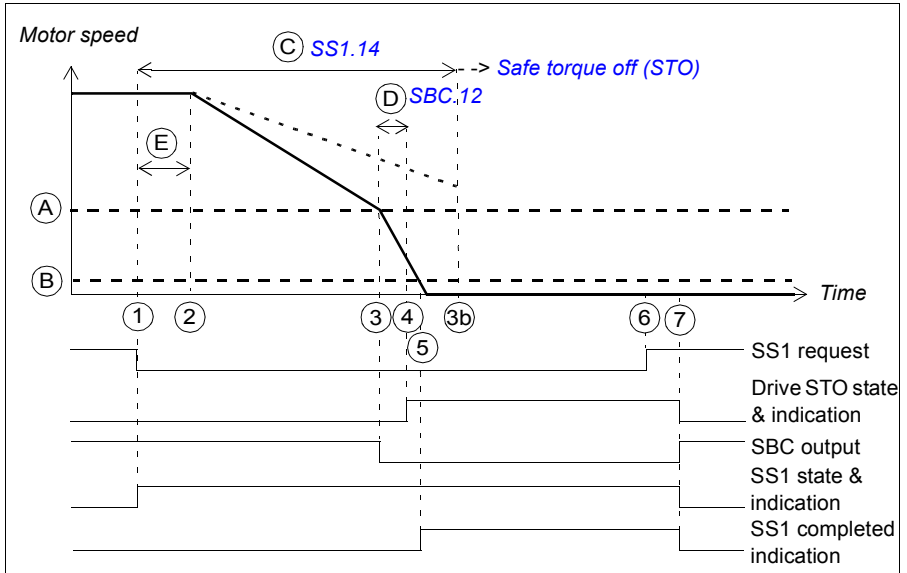 Motor speed
C SS1.14
--> Safe torque off (STO)
D SBC.12
E
A
B
Time
1 2 3 4 3b 6 7
5
SS1 request
Drive STO state
& indication
SBC output
SS1 state &
indication
SS1 completed
indication